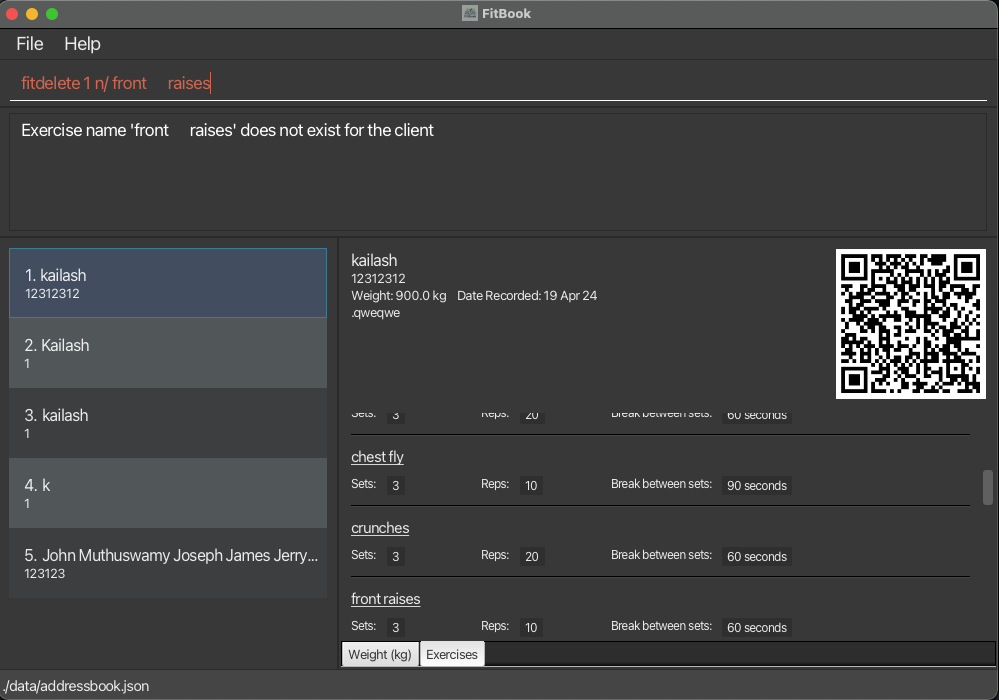 FitBook
File Help
fitdelete 1 n/ front     raises
Exercise name 'front     raises' does not exist for the client
1. kailash
12312312
2. Kailash
1
3. kailash
1
4. k
1
5. John Muthuswamy Joseph James Jerry...
123123
kailash
12312312
Weight: 900.0 kg Date Recorded: 19 Apr 24
.qweqwe
Sets: 3 Reps: 20 Break between sets: 60 seconds
chest fly
Sets: 3 Reps: 10 Break between sets: 90 seconds
crunches
Sets: 3 Reps: 20 Break between sets: 60 seconds
front raises
Sets: 3 Reps: 10 Break between sets: 60 seconds
Weight (kg) Exercises
./data/addressbook.json